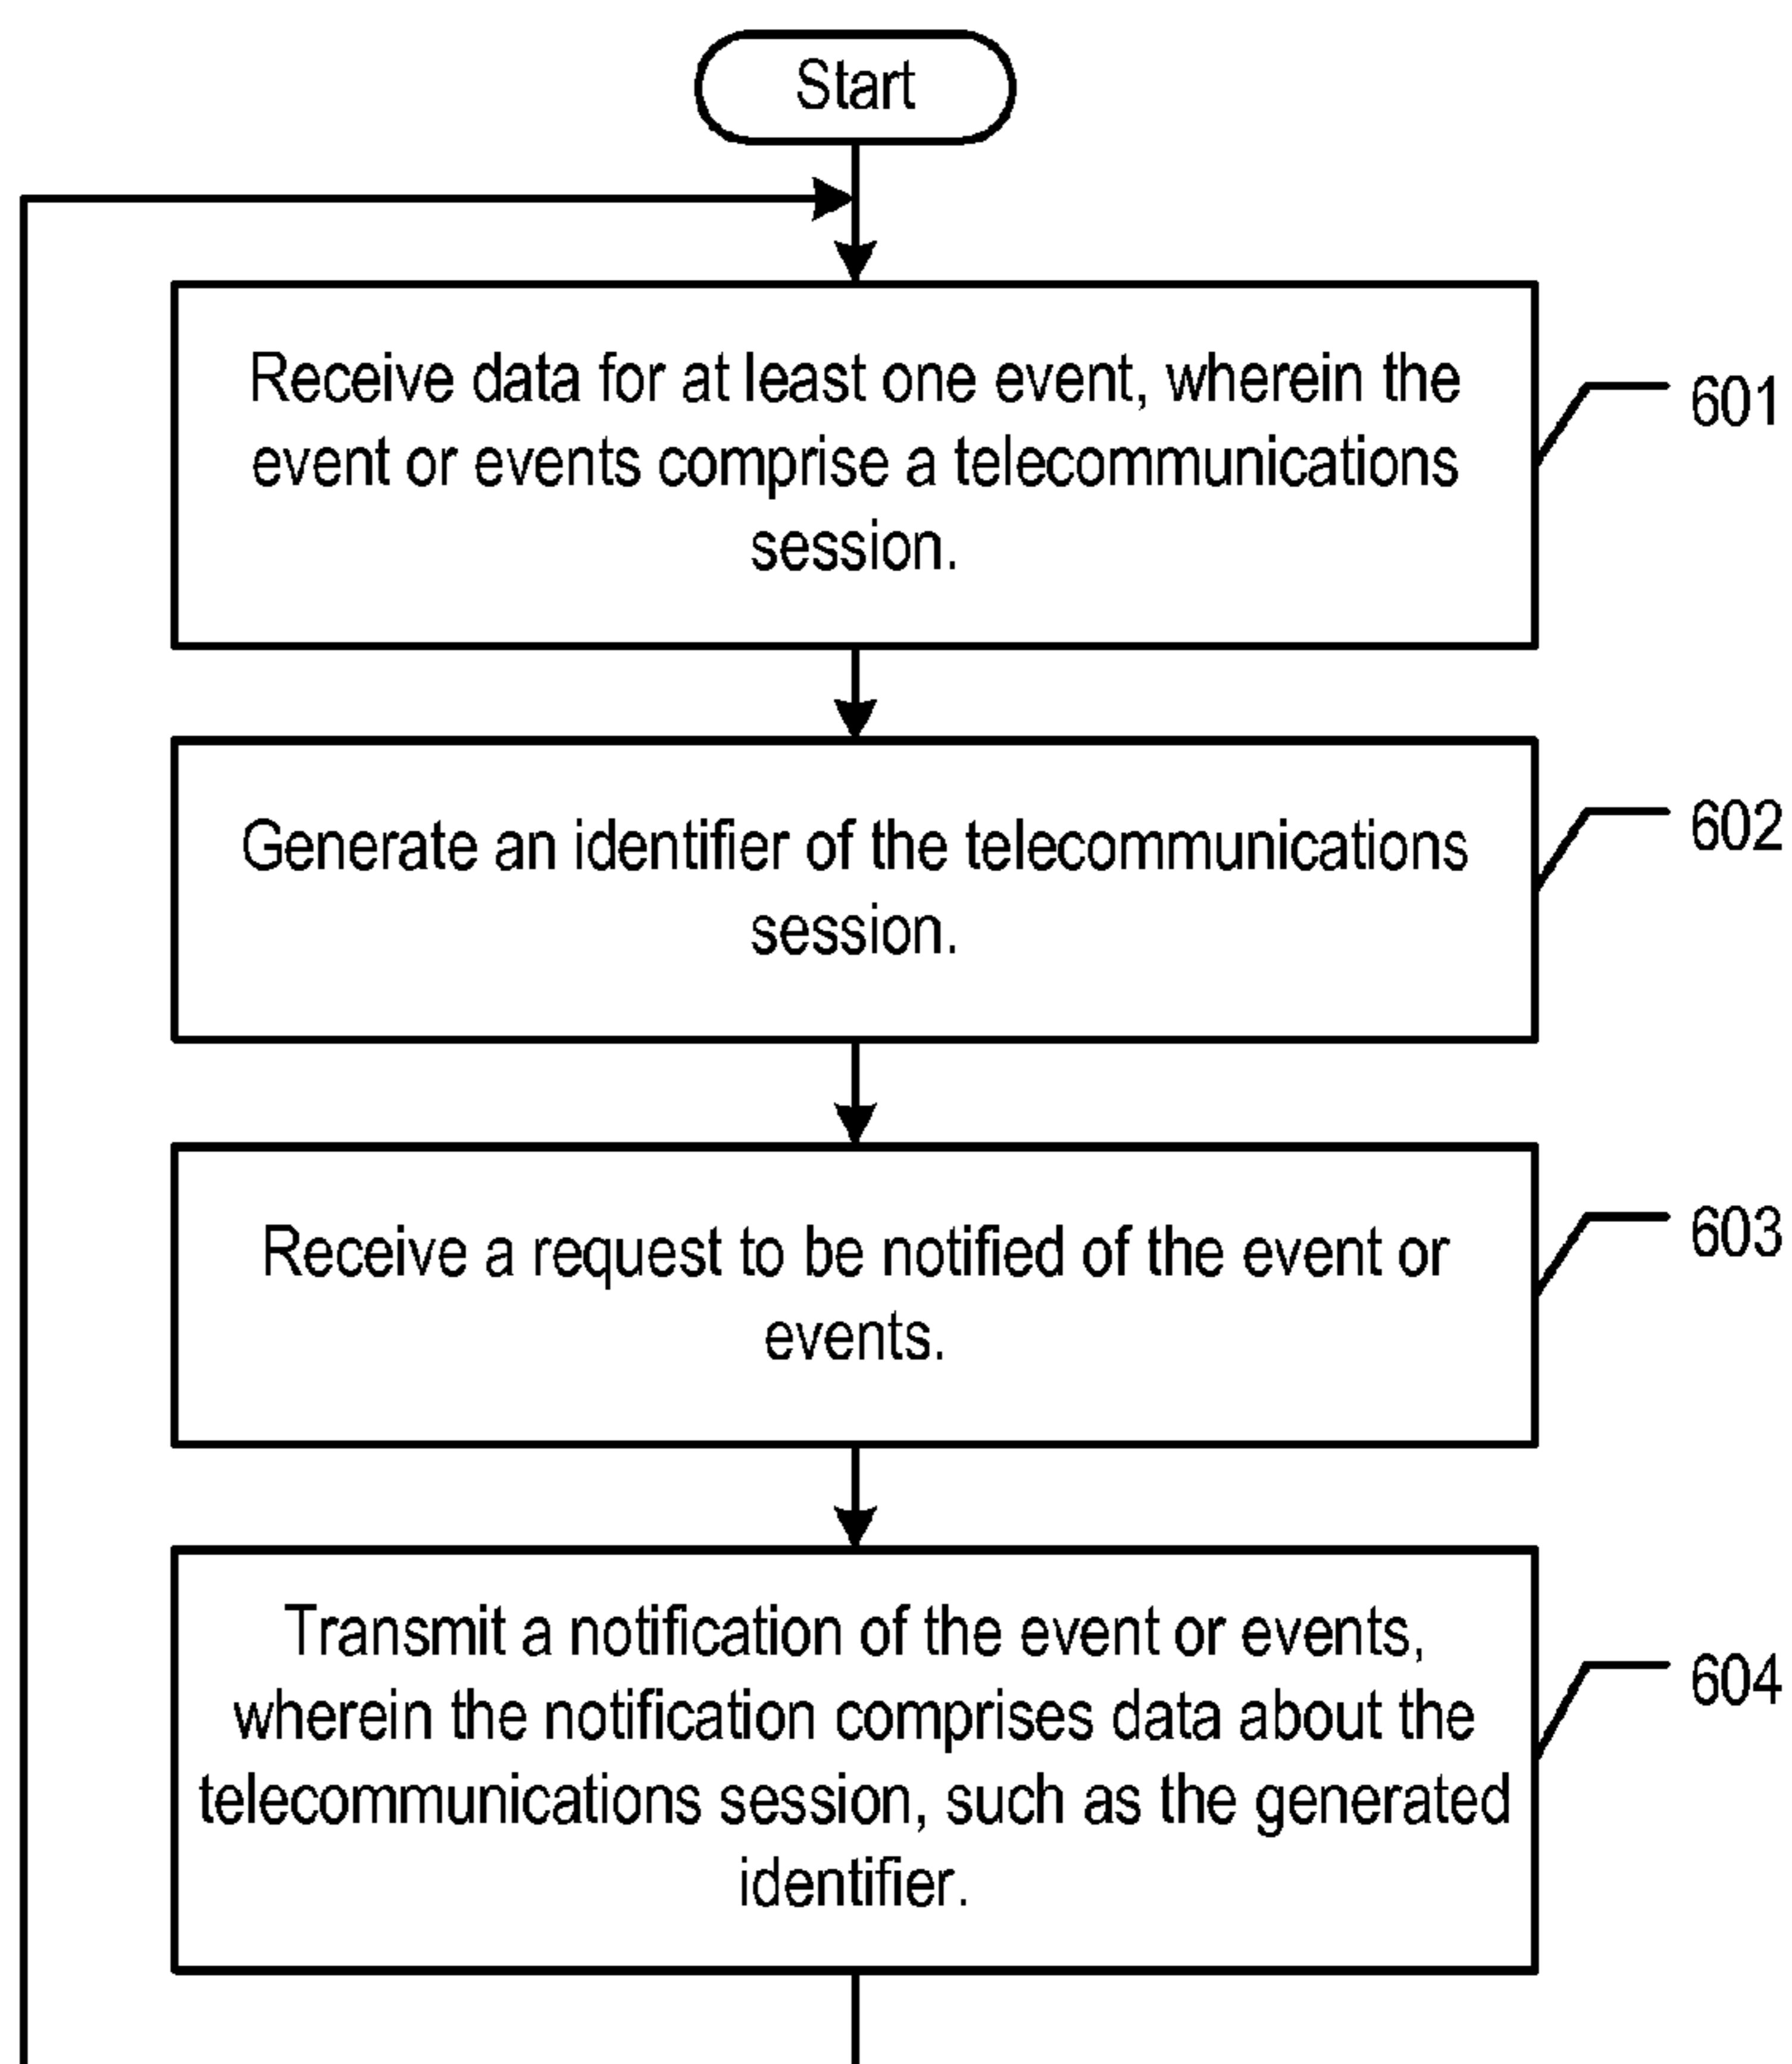 Start
Receive data for at least one event, wherein the
event or events comprise a telecommunications
session.
601
Generate an identifier of the telecommunications
session.
602
Receive a request to be notified of the event or
events.
603
Transmit a notification of the event or events,
wherein the notification comprises data about the
telecommunications session, such as the generated
identifier.
604